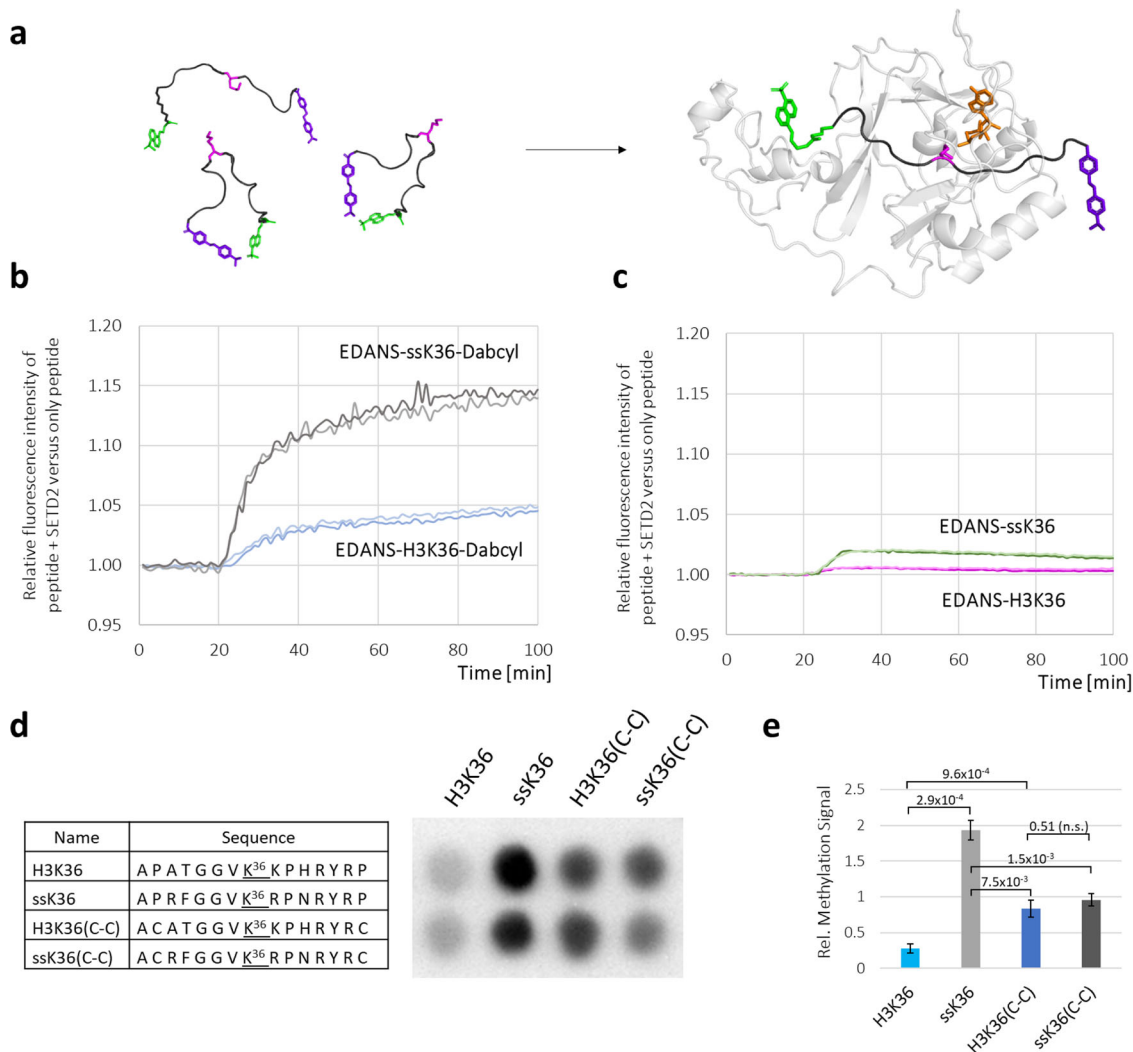 a
b
Relative fluorescence intensity of
peptide + SETD2 versus only peptide
1.20
1.15
1.10
1.05
1.00
0.95
EDANS-ssK36-Dabcyl
EDANS-H3K36-Dabcyl
0
20
40
60
80
100
Time [min]
c
Relative fluorescence intensity of
peptide + SETD2 versus only peptide
1.20
1.15
1.10
1.05
1.00
0.95
EDANS-ssK36
EDANS-H3K36
0
20
40
60
80
100
Time [min]
d
Name Sequence
H3K36 A P A T G G V K³⁶ K P H R Y R P
ssK36 A P R F G G V K³⁶ R P N R Y R P
H3K36(C-C) A C A T G G V K³⁶ K P H R Y R C
ssK36(C-C) A C R F G G V K³⁶ R P N R Y R C
H3K36
ssK36
H3K36(C-C)
ssK36(C-C)
e
Rel. Methylation Signal
2.5
2
1.5
1
0.5
0
9.6x10⁻⁴
2.9x10⁻⁴
0.51 (n.s.)
1.5x10⁻³
7.5x10⁻³
H3K36
ssK36
H3K36(C-C)
ssK36(C-C)